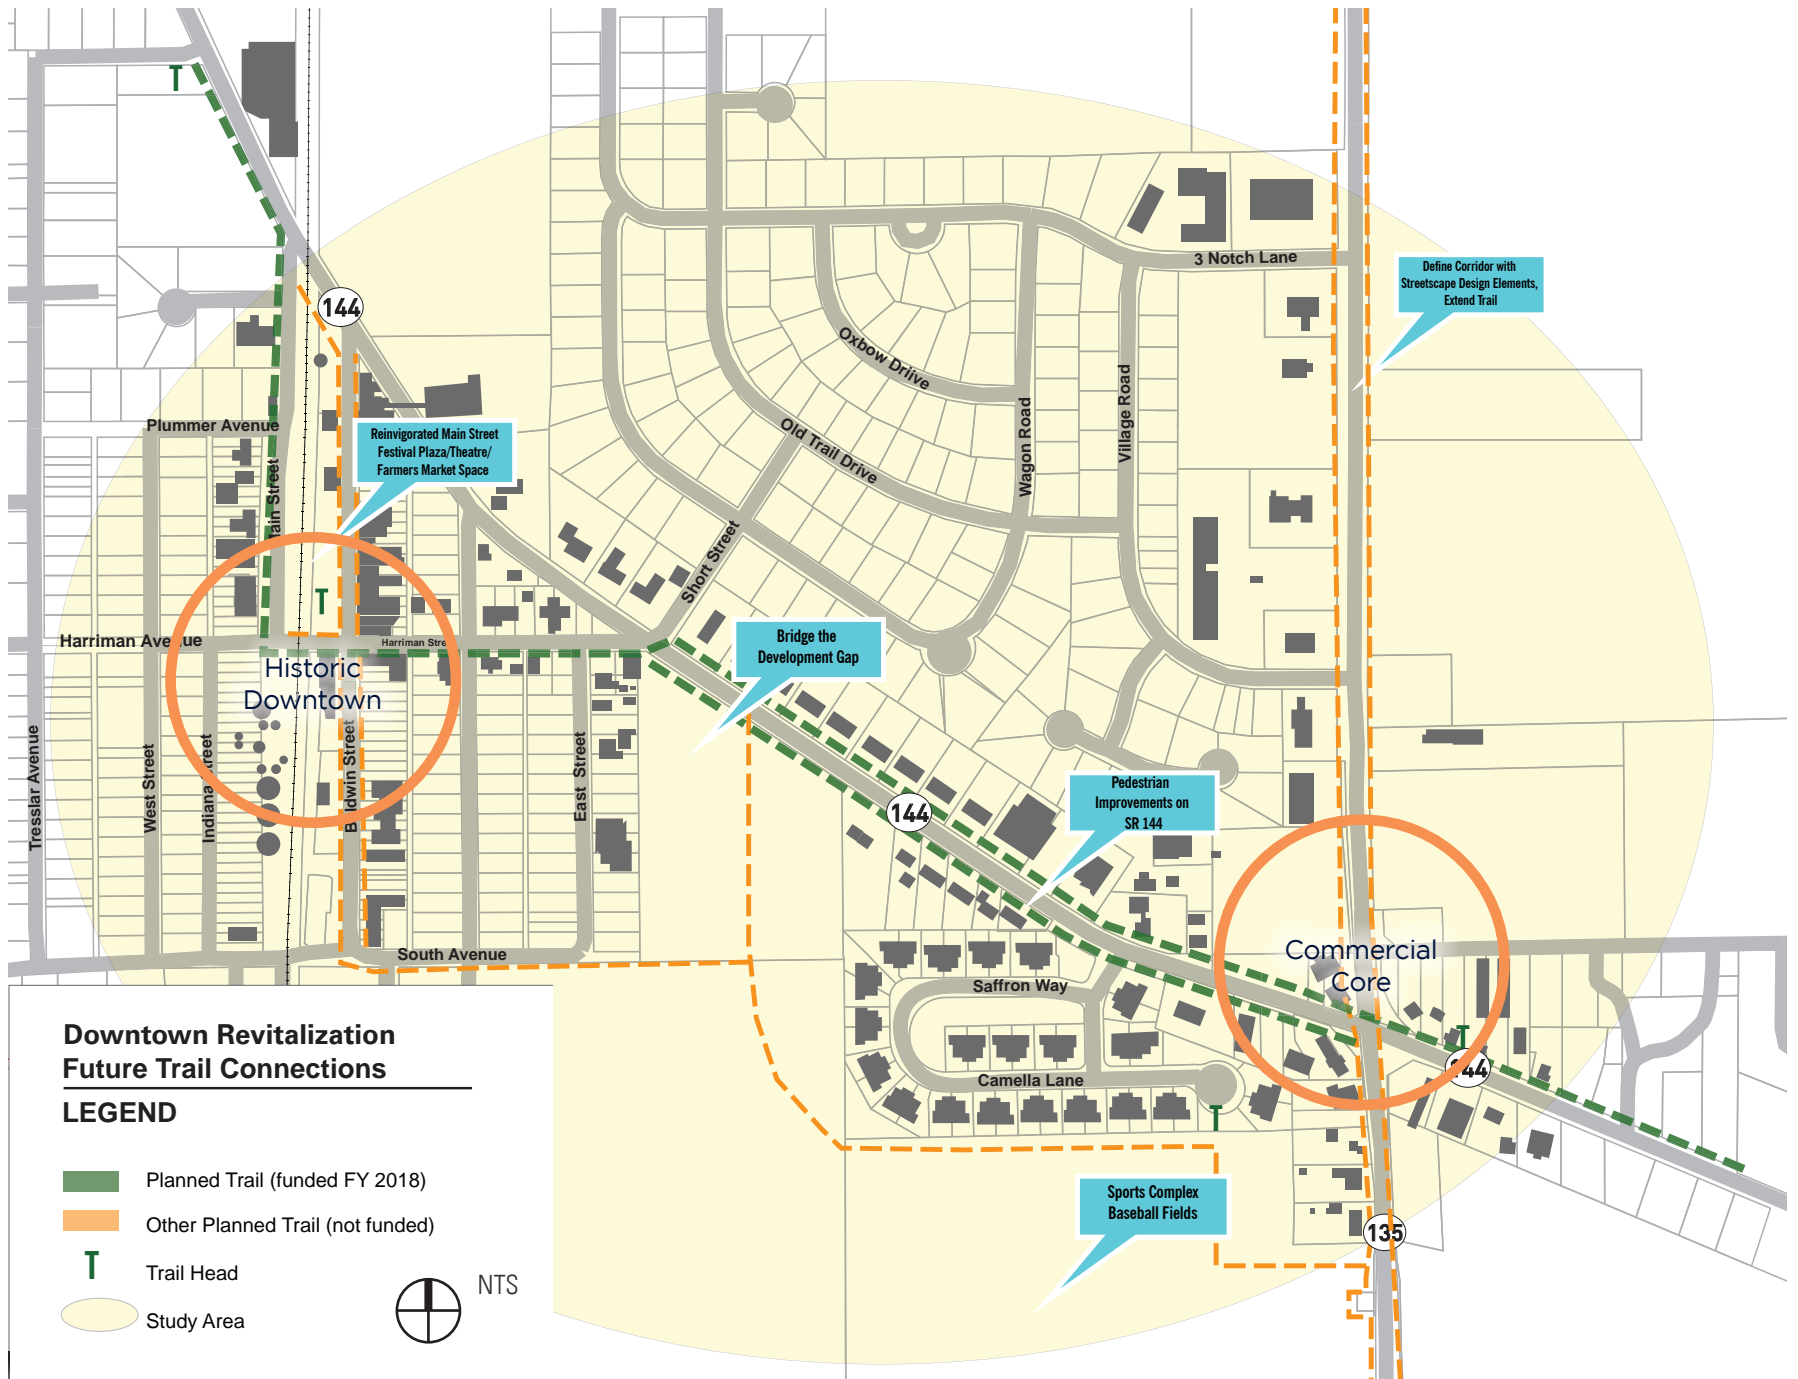 T
144
3 Notch Lane
Define Corridor with
Streetscape Design Elements,
Extend Trail
Oxbow Drive
Village Road
Wagon Road
Old Trail Drive
Plummer Avenue
Reinvigorated Main Street
Festival Plaza/Theatre/
Farmers Market Space
Main Street
Short Street
T
Harriman Avenue
Harriman Street
Historic
Downtown
Bridge the
Development Gap
Tresslar Avenue
West Street
Indiana Street
Baldwin Street
East Street
144
Pedestrian
Improvements on
SR 144
South Avenue
Commercial
Core
Saffron Way
T
144
Camella Lane
T
Sports Complex
Baseball Fields
135
Downtown Revitalization
Future Trail Connections
LEGEND
Planned Trail (funded FY 2018)
Other Planned Trail (not funded)
T Trail Head
Study Area
NTS